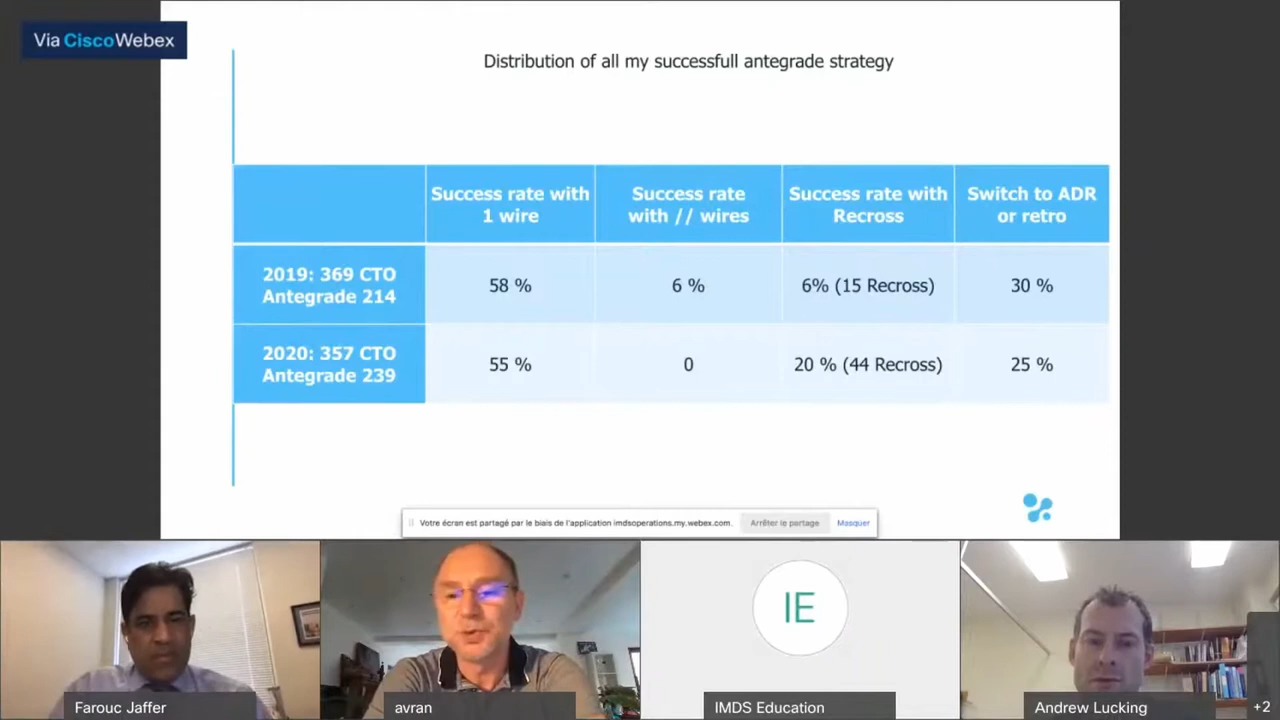 Via Cisco Webex
Distribution of all my successfull antegrade strategy
Success rate with
1 wire
Success rate
with // wires
Success rate with
Recross
Switch to ADR
or retro
2019: 369 CTO
Antegrade 214
58 %
6 %
6% (15 Recross)
30 %
2020: 357 CTO
Antegrade 239
55 %
0
20 % (44 Recross)
25 %
Votre écran est partagé par le biais de l'application imdsoperations.my.webex.com.
Arrêter le partage
Masquer
IE
Farouc Jaffer
avran
IMDS Education
Andrew Lucking
+2